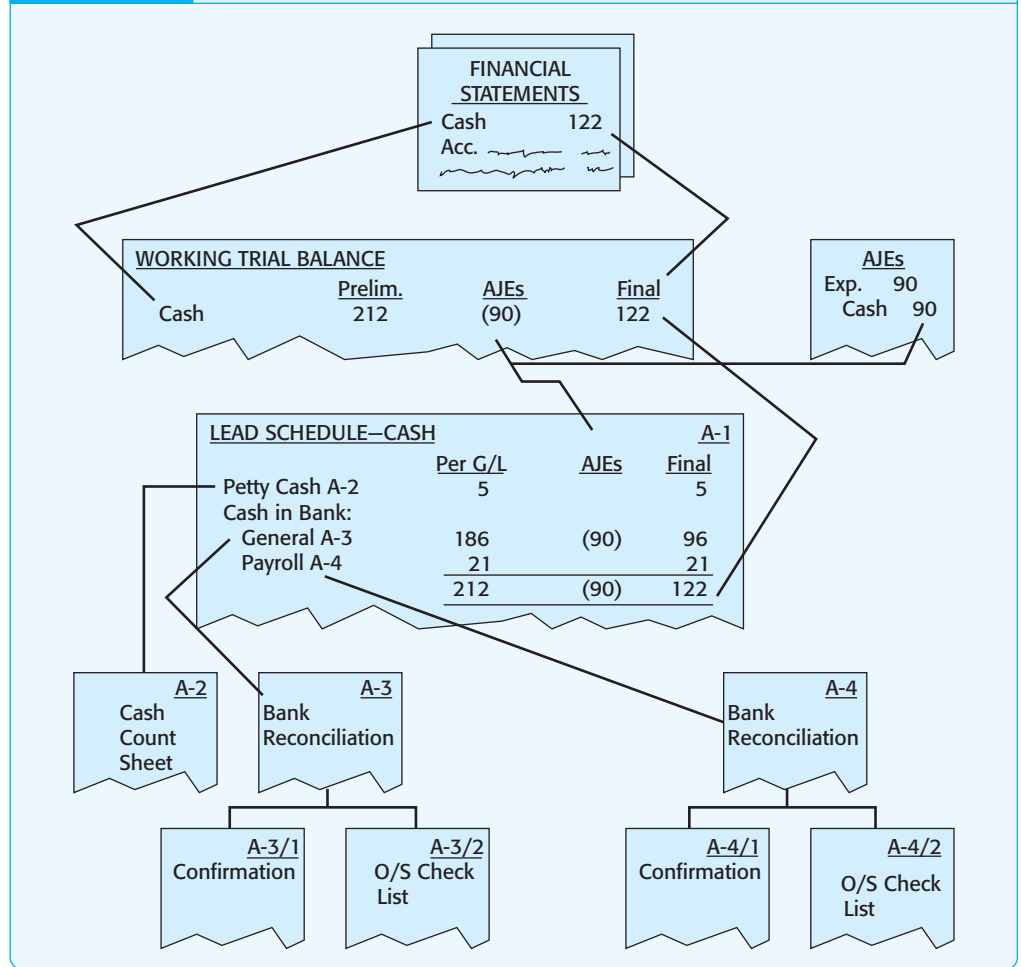 FINANCIAL
STATEMENTS
Cash 122
Acc.
WORKING TRIAL BALANCE
Prelim. AJEs Final
Cash 212 (90) 122
AJEs
Exp. 90
Cash 90
LEAD SCHEDULE—CASH A-1
Per G/L AJEs Final
Petty Cash A-2 5 5
Cash in Bank:
General A-3 186 (90) 96
Payroll A-4 21 21
212 (90) 122
A-2
Cash
Count
Sheet
A-3
Bank
Reconciliation
A-4
Bank
Reconciliation
A-3/1
Confirmation
A-3/2
O/S Check
List
A-4/1
Confirmation
A-4/2
O/S Check
List